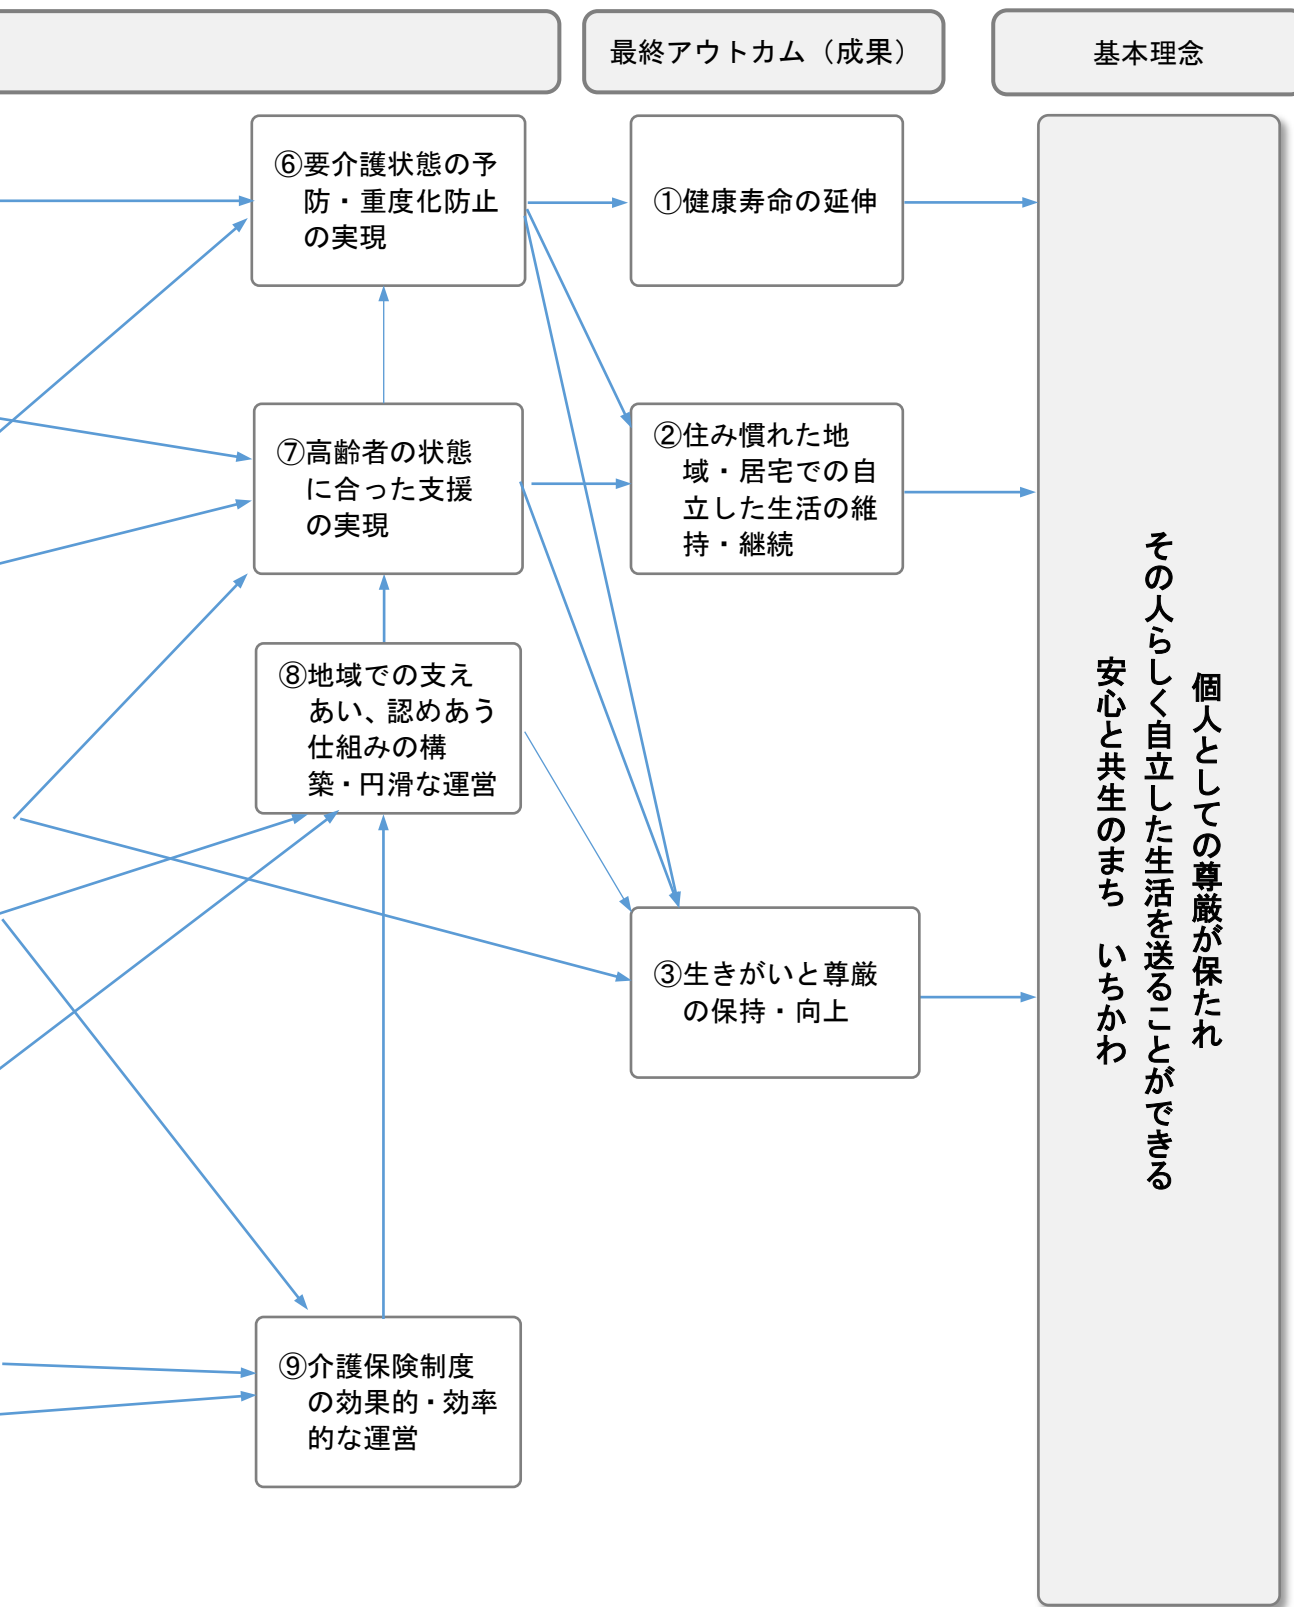 最終アウトカム（成果）
基本理念
⑥要介護状態の予
防・重度化防止
の実現
①健康寿命の延伸
⑦高齢者の状態
に合った支援
の実現
②住み慣れた地
域・居宅での自
立した生活の維
持・継続
⑧地域での支え
あい、認めあう
仕組みの構
築・円滑な運営
③生きがいと尊厳
の保持・向上
⑨介護保険制度
の効果的・効率
的な運営
個人としての尊厳が保たれ
その人らしく自立した生活を送ることができる
安心と共生のまち　いちかわ